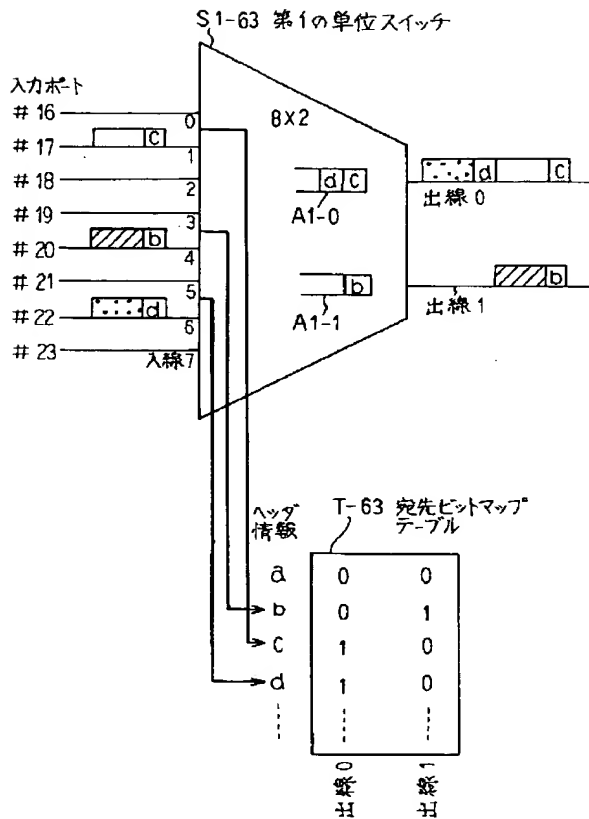 S1-63 第1の単位スイッチ
入力ポート
8×2
# 16
0
# 17
c
1
# 18
2
# 19
3
# 20
b
4
# 21
5
# 22
d
6
# 23
入線7
d c
A1-0
b
A1-1
d
c
出線0
b
出線1
T-63 宛先ビットマップ
テーブル
ヘッダ
情報
a 0 0
b 0 1
c 1 0
d 1 0
出線0
出線1